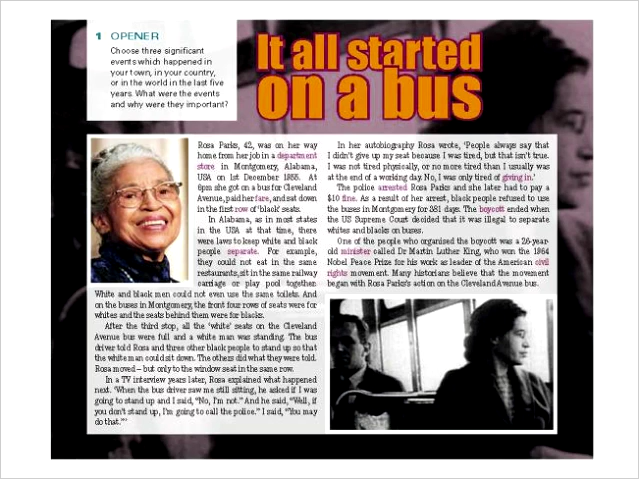 1 OPENER
Choose three significant
events which happened in
your town, in your country,
or in the world in the last five
years. What were the events
and why were they important?
It all started
on a bus
Rosa Parks, 42, was on her way
home from her job in a department
store in Montgomery, Alabama,
USA on 1st December 1955. At
6pm she got on a bus for Cleveland
Avenue, paid her fare, and sat down
in the first row of 'black' seats.
In Alabama, as in most states
in the USA at that time, there
were laws to keep white and black
people separate. For example,
they could not eat in the same
restaurants, sit in the same railway
carriage or play pool together.
White and black men could not even use the same toilets. And
on the buses in Montgomery, the front four rows of seats were for
whites and the seats behind them were for blacks.
After the third stop, all the 'white' seats on the Cleveland
Avenue bus were full and a white man was standing. The bus
driver told Rosa and three other black people to stand up so that
the white man could sit down. The others did what they were told.
Rosa moved – but only to the window seat in the same row.
In a TV interview years later, Rosa explained what happened
next. 'When the bus driver saw me still sitting, he asked if I was
going to stand up and I said, "No, I'm not." And he said, "Well, if
you don't stand up, I'm going to call the police." I said, "You may
do that."'
In her autobiography Rosa wrote, 'People always say that
I didn't give up my seat because I was tired, but that isn't true.
I was not tired physically, or no more tired than I usually was
at the end of a working day. No, I was only tired of giving in.'
The police arrested Rosa Parks and she later had to pay a
$10 fine. As a result of her arrest, black people refused to use
the buses in Montgomery for 381 days. The boycott ended when
the US Supreme Court decided that it was illegal to separate
whites and blacks on buses.
One of the people who organised the boycott was a 26-year-
old minister called Dr Martin Luther King, who won the 1964
Nobel Peace Prize for his work as leader of the American civil
rights movement. Many historians believe that the movement
began with Rosa Parks's action on the Cleveland Avenue bus.